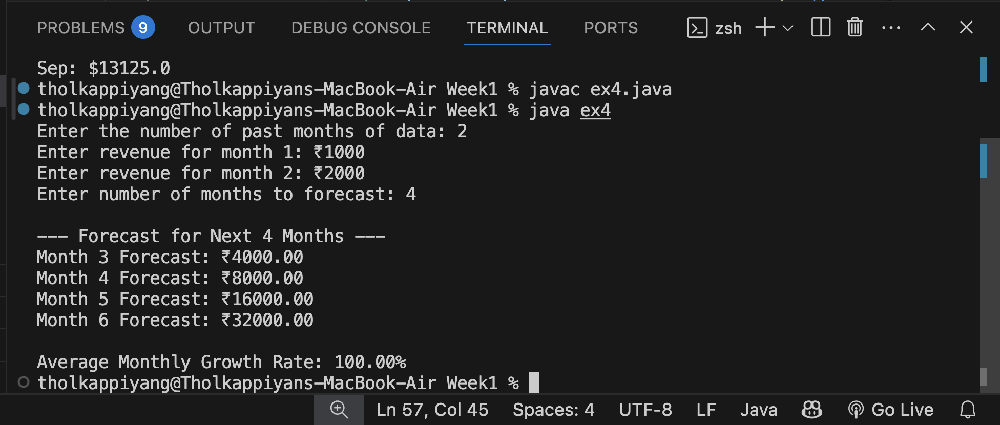 PROBLEMS 9 OUTPUT DEBUG CONSOLE TERMINAL PORTS zsh
Sep: $13125.0
tholkappiyang@Tholkappiyans-MacBook-Air Week1 % javac ex4.java
tholkappiyang@Tholkappiyans-MacBook-Air Week1 % java ex4
Enter the number of past months of data: 2
Enter revenue for month 1: ₹1000
Enter revenue for month 2: ₹2000
Enter number of months to forecast: 4
--- Forecast for Next 4 Months ---
Month 3 Forecast: ₹4000.00
Month 4 Forecast: ₹8000.00
Month 5 Forecast: ₹16000.00
Month 6 Forecast: ₹32000.00
Average Monthly Growth Rate: 100.00%
tholkappiyang@Tholkappiyans-MacBook-Air Week1 %
Ln 57, Col 45 Spaces: 4 UTF-8 LF Java Go Live